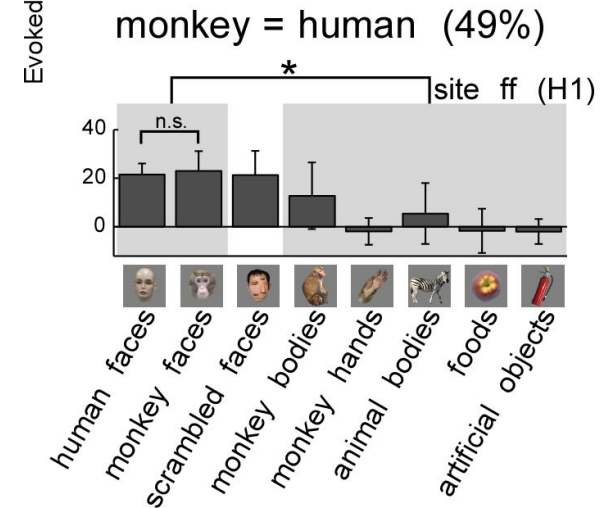 Evoked
monkey = human (49%)
*
site ff (H1)
n.s.
40
20
0
human faces
monkey faces
scrambled faces
monkey bodies
monkey hands
animal bodies
foods
artificial objects